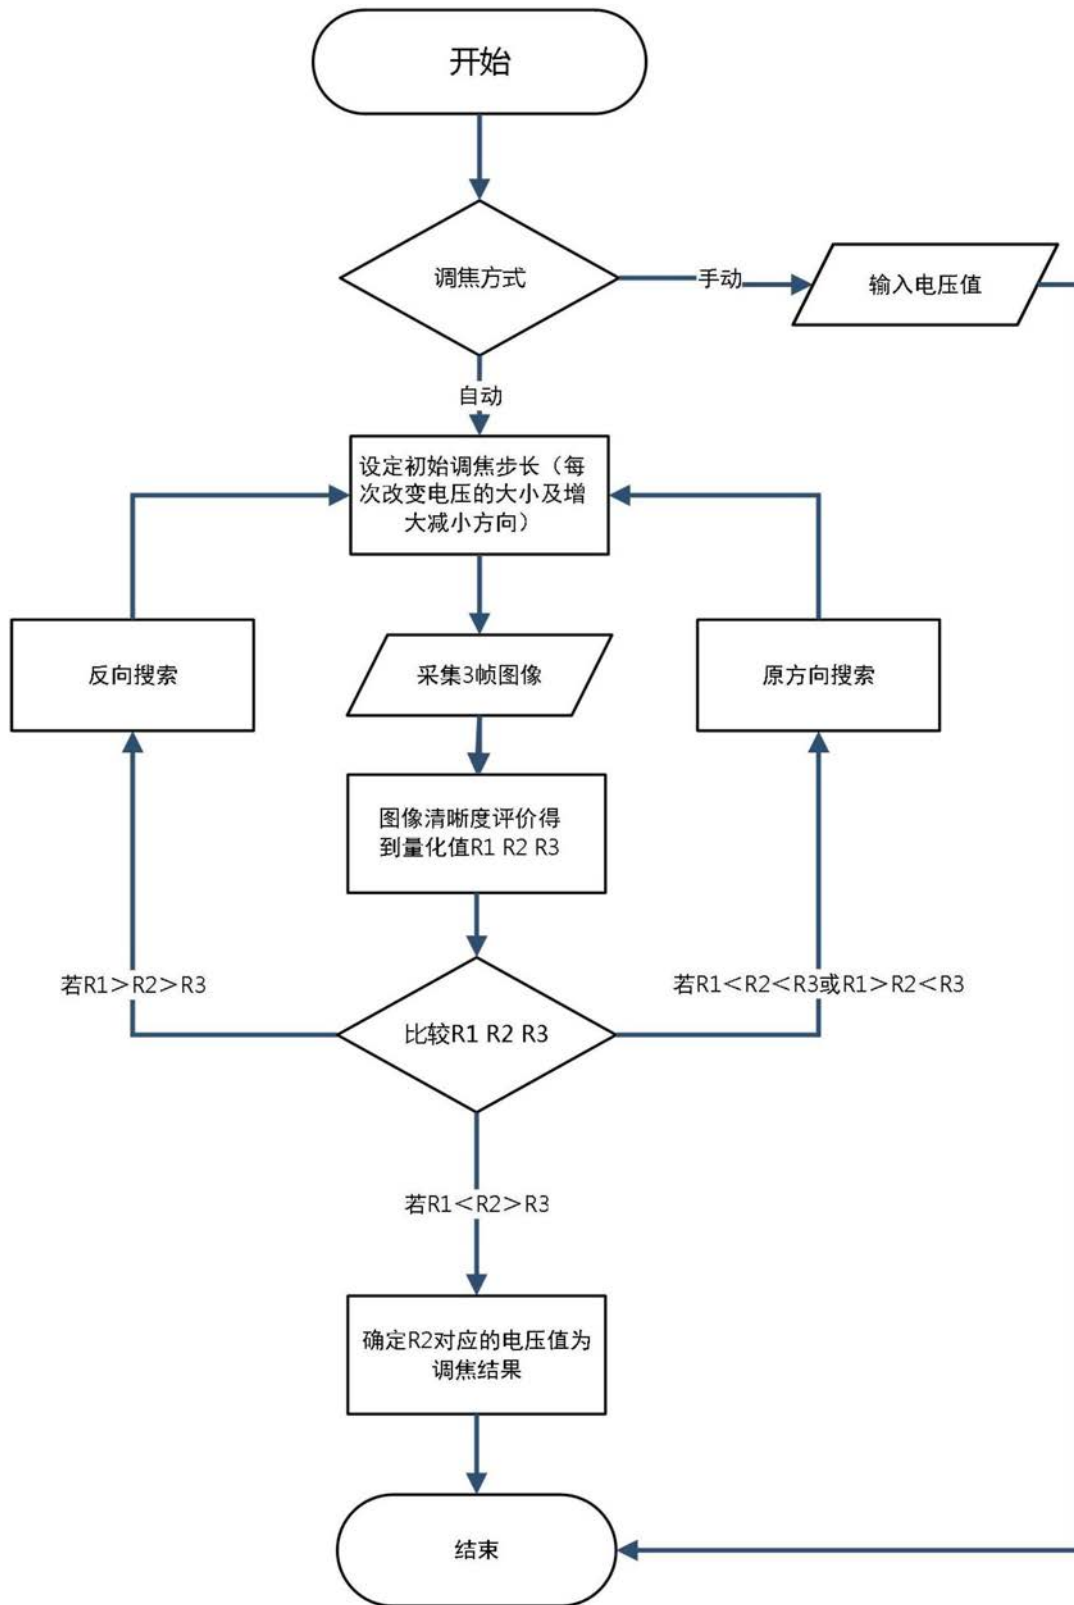 开始
调焦方式
手动
输入电压值
自动
设定初始调焦步长（每
次改变电压的大小及增
大减小方向）
反向搜索
采集3帧图像
原方向搜索
图像清晰度评价得
到量化值R1 R2 R3
若R1＞R2＞R3
若R1＜R2＜R3或R1＞R2＜R3
比较R1 R2 R3
若R1＜R2＞R3
确定R2对应的电压值为
调焦结果
结束